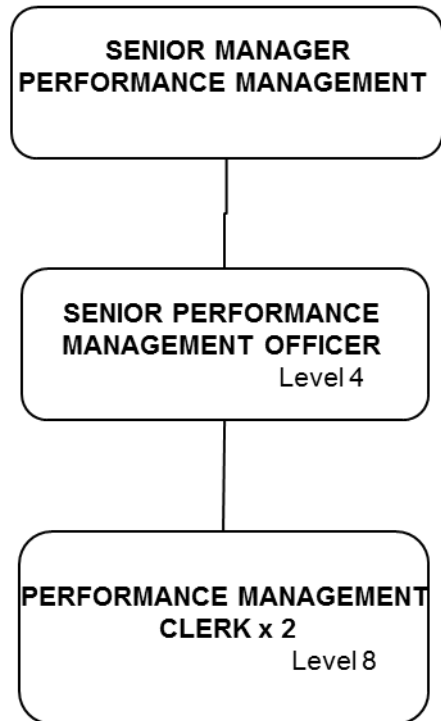 SENIOR MANAGER
PERFORMANCE MANAGEMENT
SENIOR PERFORMANCE
MANAGEMENT OFFICER
Level 4
PERFORMANCE MANAGEMENT
CLERK x 2
Level 8